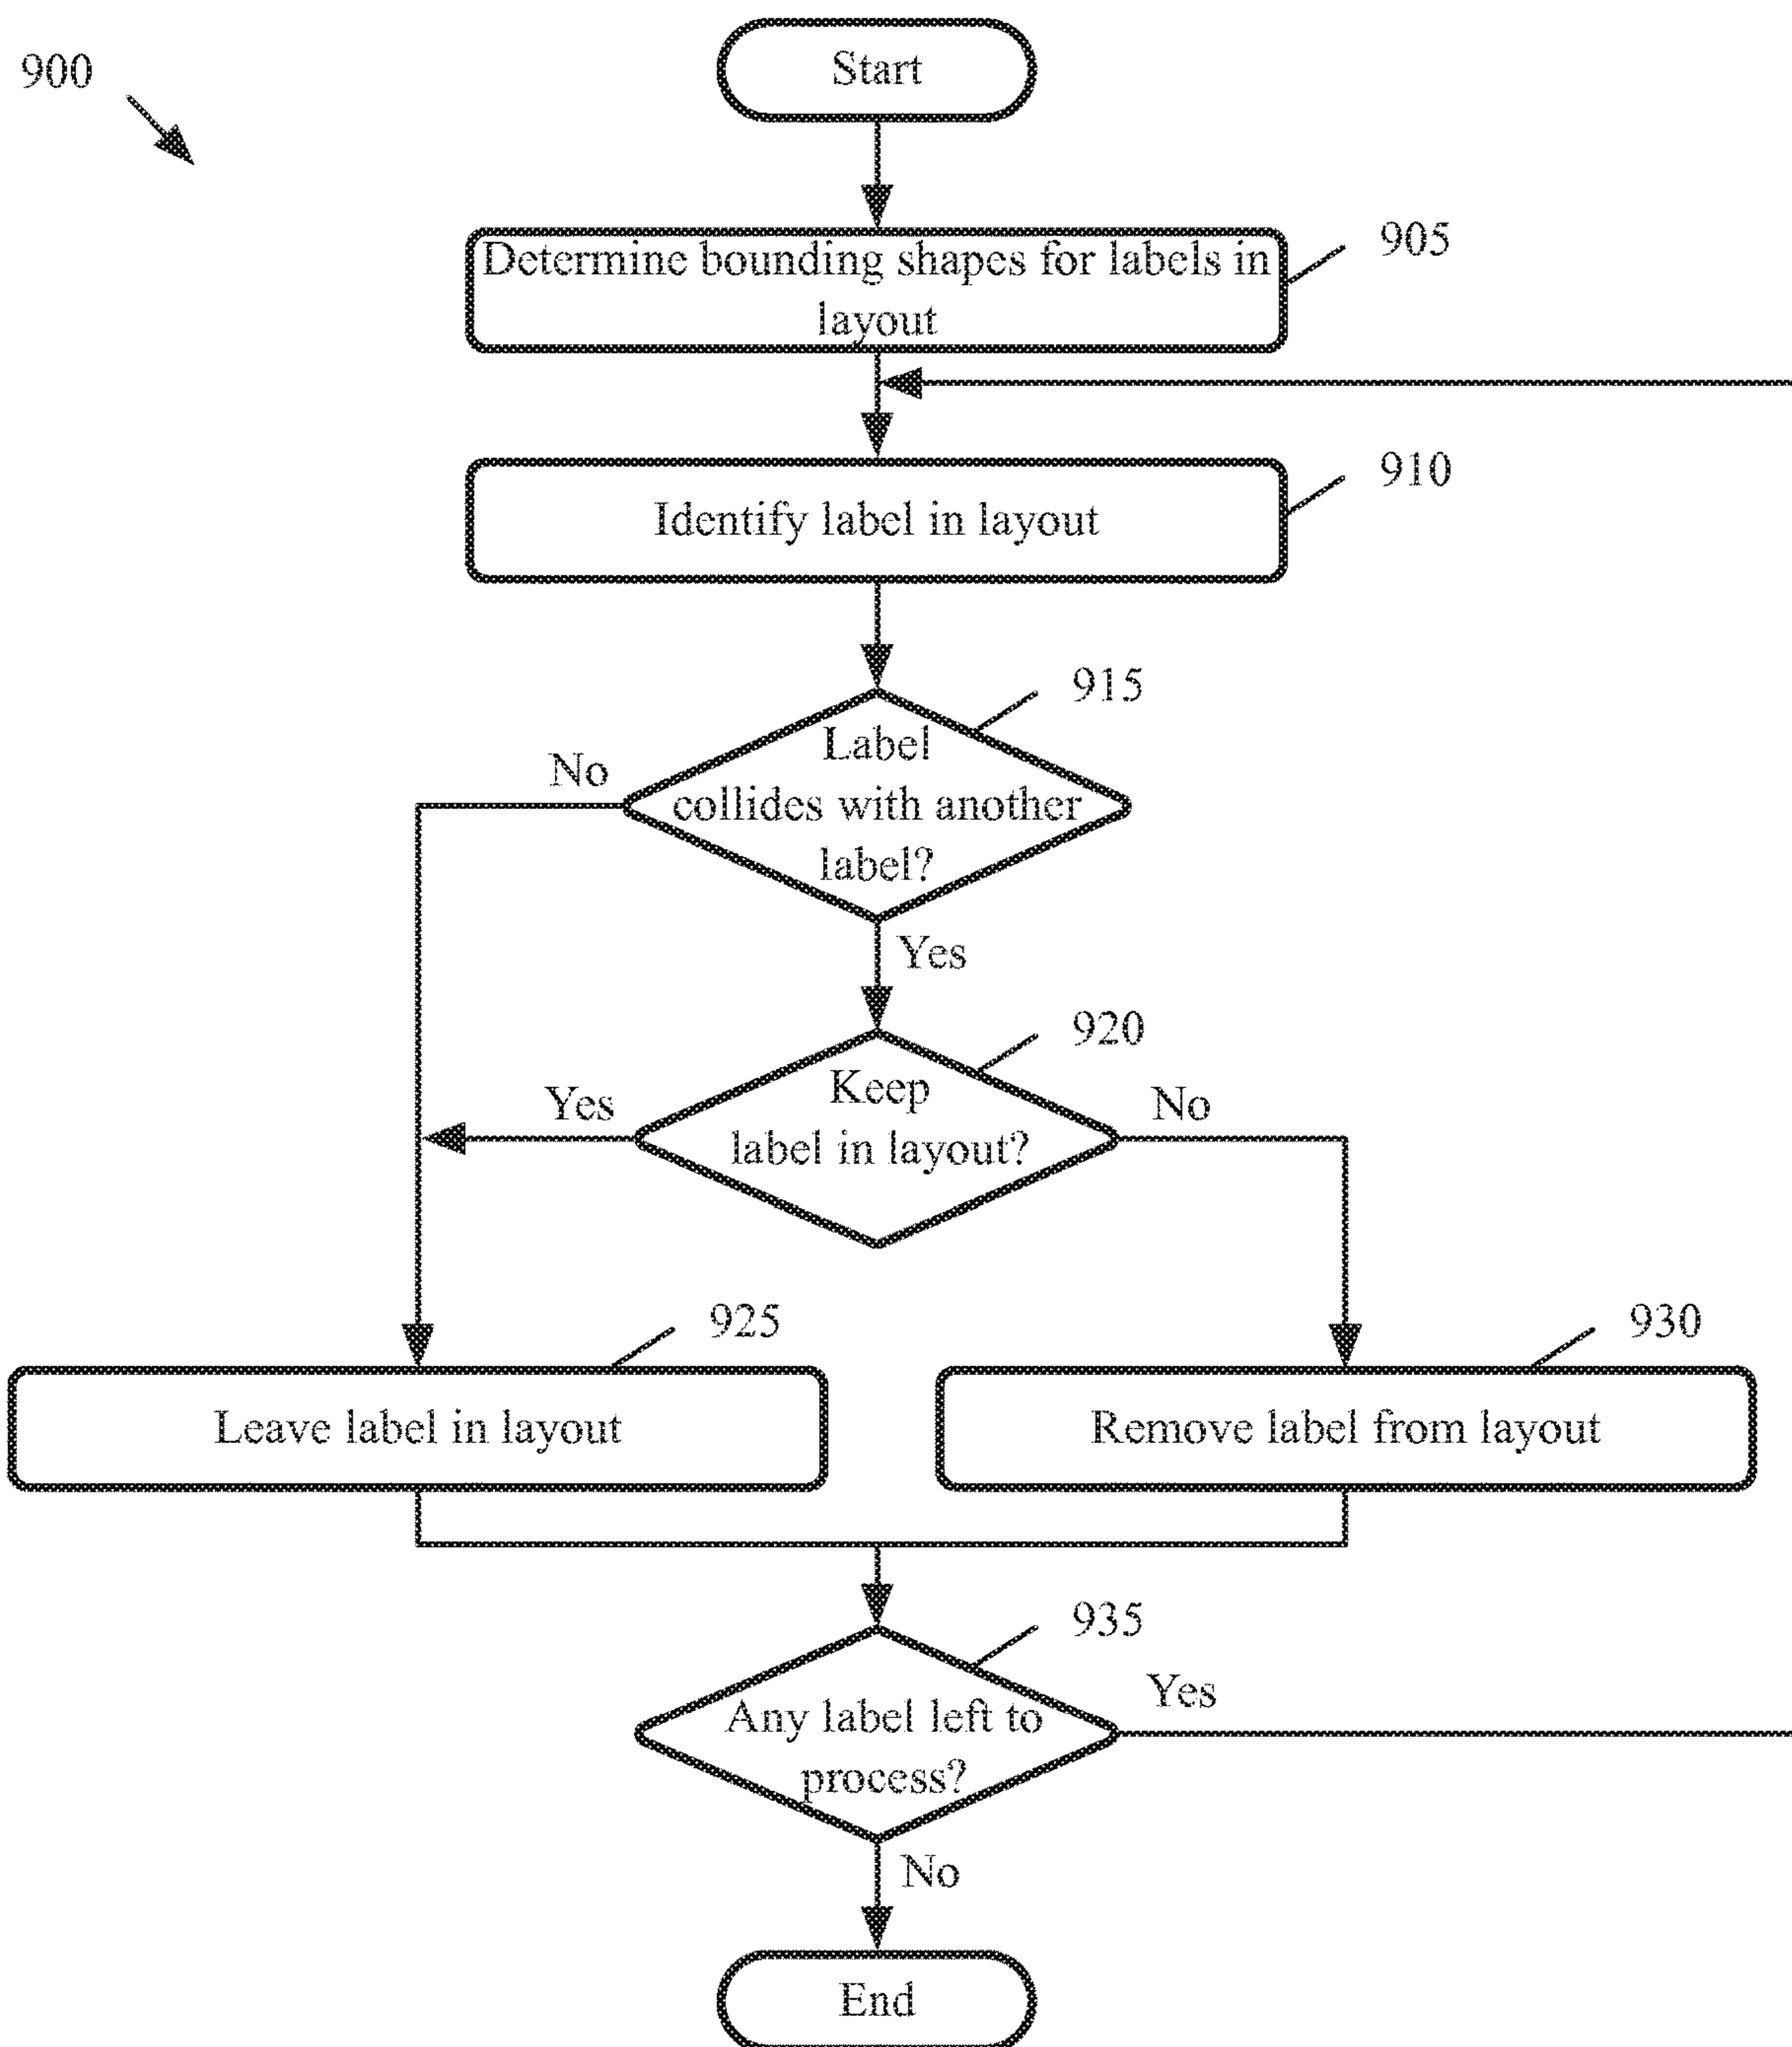 900
Start
Determine bounding shapes for labels in
layout
905
Identify label in layout
910
915
Label
collides with another
label?
No
Yes
920
Keep
label in layout?
Yes
No
925
Leave label in layout
930
Remove label from layout
935
Any label left to
process?
Yes
No
End